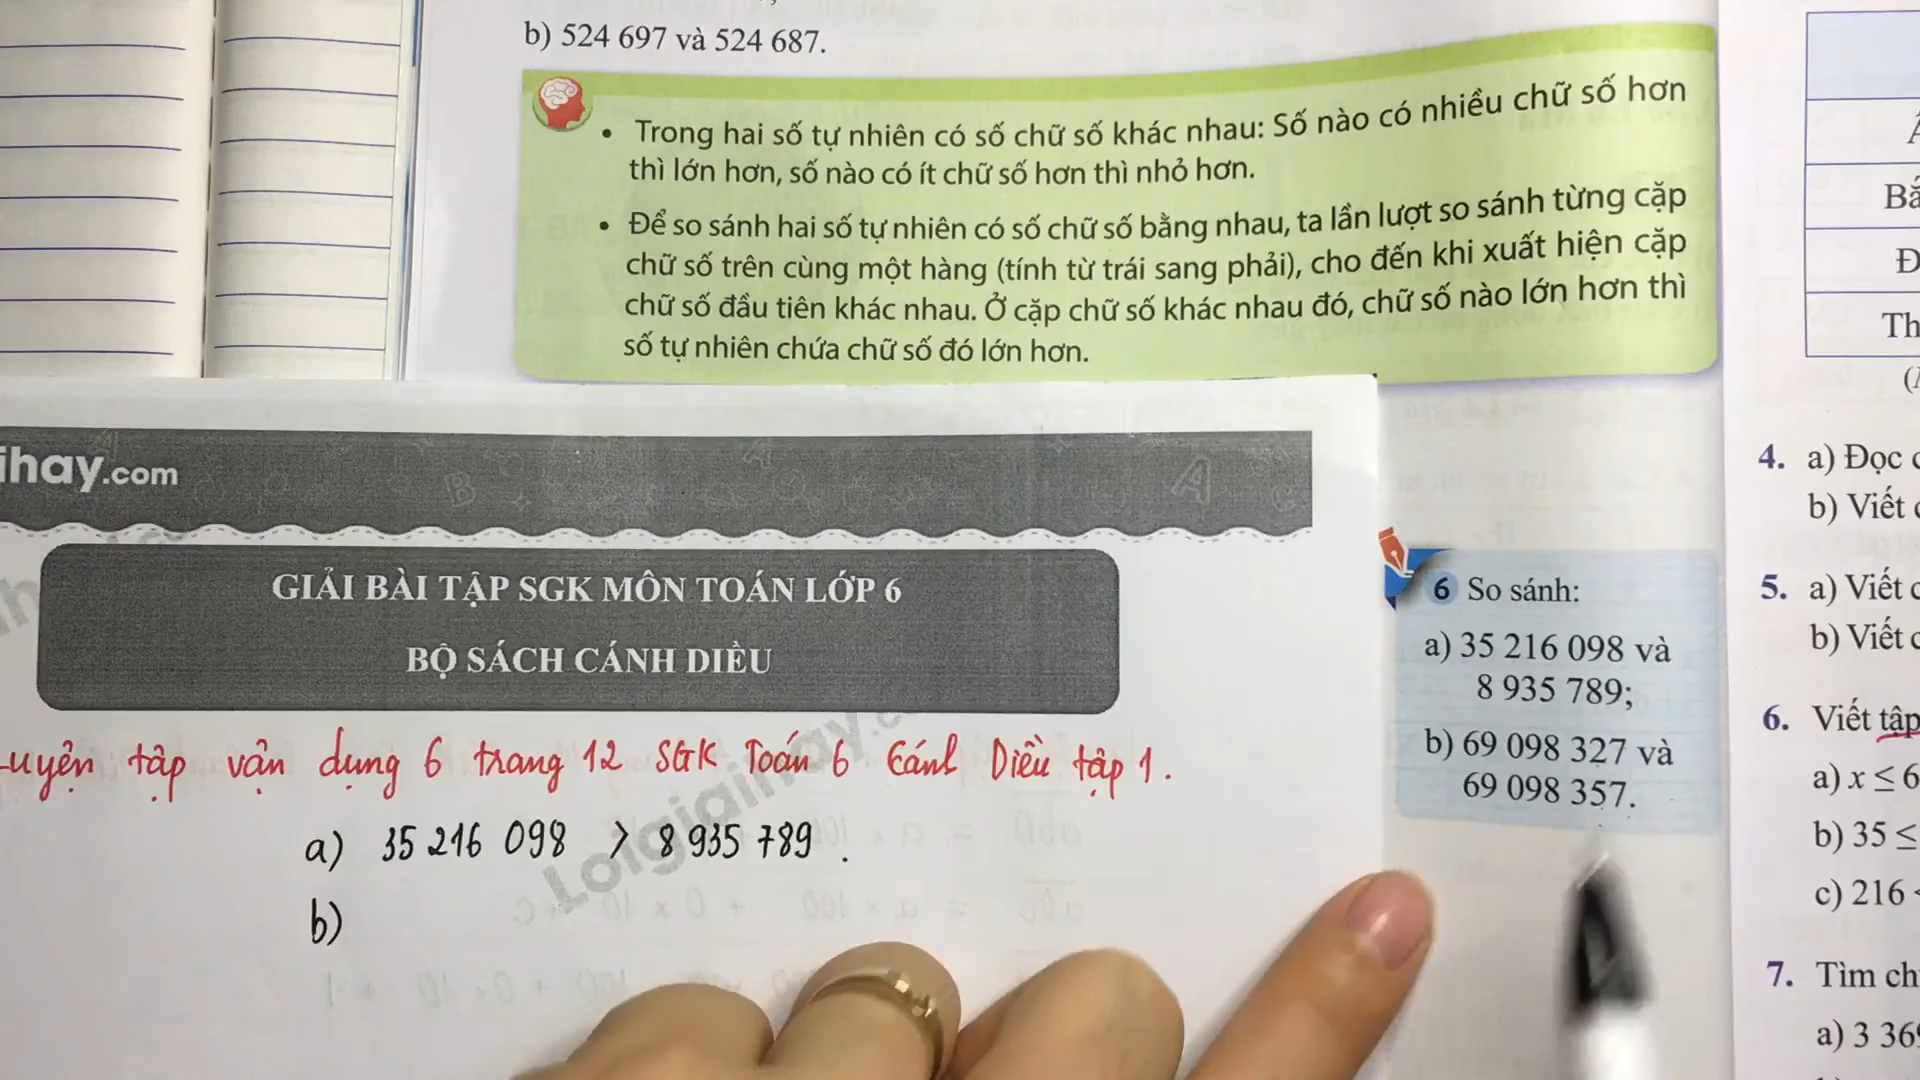 b) 524 697 và 524 687.
• Trong hai số tự nhiên có số chữ số khác nhau: Số nào có nhiều chữ số hơn
thì lớn hơn, số nào có ít chữ số hơn thì nhỏ hơn.
• Để so sánh hai số tự nhiên có số chữ số bằng nhau, ta lần lượt so sánh từng cặp
chữ số trên cùng một hàng (tính từ trái sang phải), cho đến khi xuất hiện cặp
chữ số đầu tiên khác nhau. Ở cặp chữ số khác nhau đó, chữ số nào lớn hơn thì
số tự nhiên chứa chữ số đó lớn hơn.
ihay.com
GIẢI BÀI TẬP SGK MÔN TOÁN LỚP 6
BỘ SÁCH CÁNH DIỀU
uyện tập vận dụng 6 trang 12 SGK Toán 6 Cánh Diều tập 1.
a) 35 216 098 > 8 935 789.
b)
Loigiaihay.c
6 So sánh:
a) 35 216 098 và
8 935 789;
b) 69 098 327 và
69 098 357.
Đ
Th
4. a) Đọc
b) Viết
5. a) Viết
b) Viết
6. Viết tập
a) x ≤ 6
b) 35 ≤
c) 216
7. Tìm ch
a) 3 369